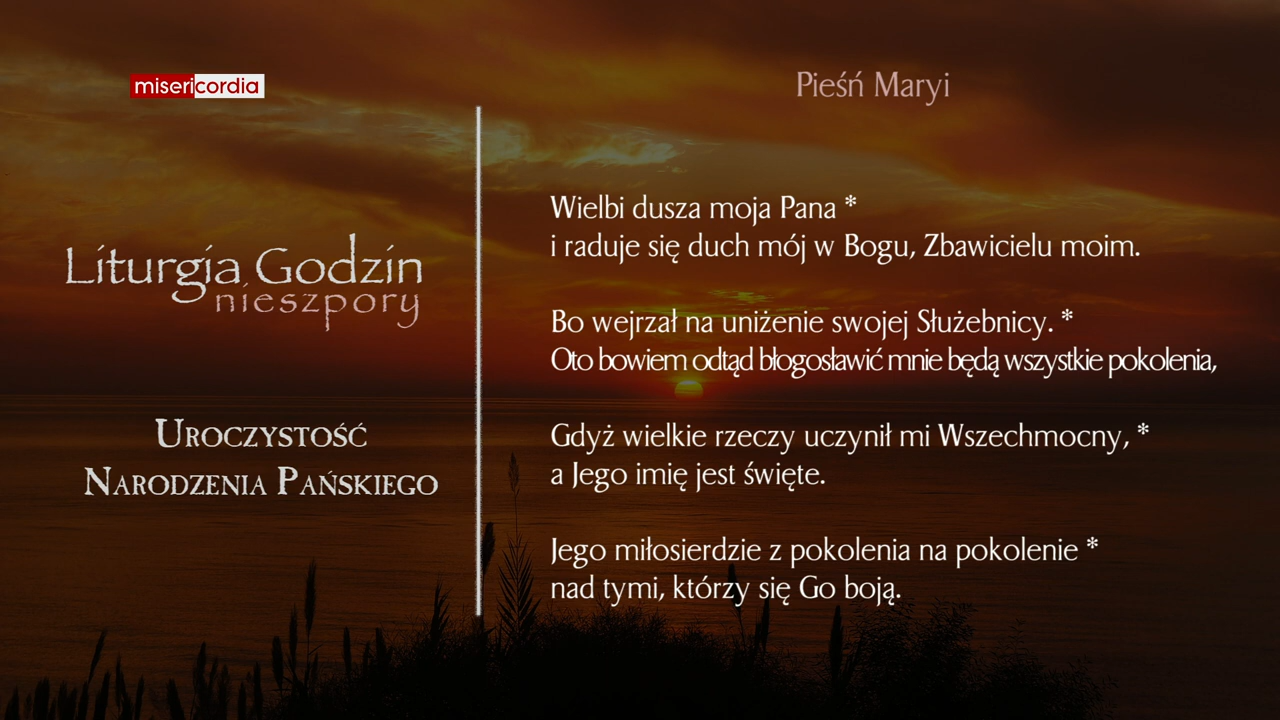 misericordia
Liturgia Godzin
nieszpory
Uroczystość
Narodzenia Pańskiego
Pieśń Maryi
Wielbi dusza moja Pana *
i raduje się duch mój w Bogu, Zbawicielu moim.
Bo wejrzał na uniżenie swojej Służebnicy. *
Oto bowiem odtąd błogosławić mnie będą wszystkie pokolenia,
Gdyż wielkie rzeczy uczynił mi Wszechmocny, *
a Jego imię jest święte.
Jego miłosierdzie z pokolenia na pokolenie *
nad tymi, którzy się Go boją.